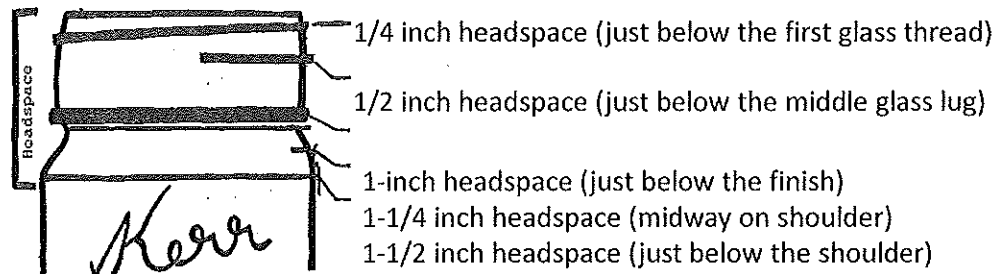 Headspace
1/4 inch headspace (just below the first glass thread)
1/2 inch headspace (just below the middle glass lug)
1-inch headspace (just below the finish)
1-1/4 inch headspace (midway on shoulder)
1-1/2 inch headspace (just below the shoulder)
Kerr